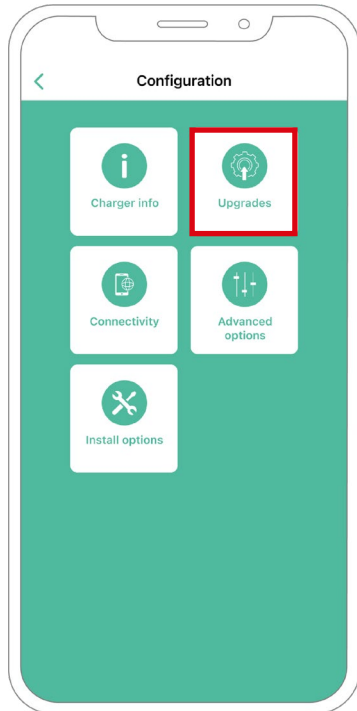 Configuration
Charger info
Upgrades
Connectivity
Advanced
options
Install options